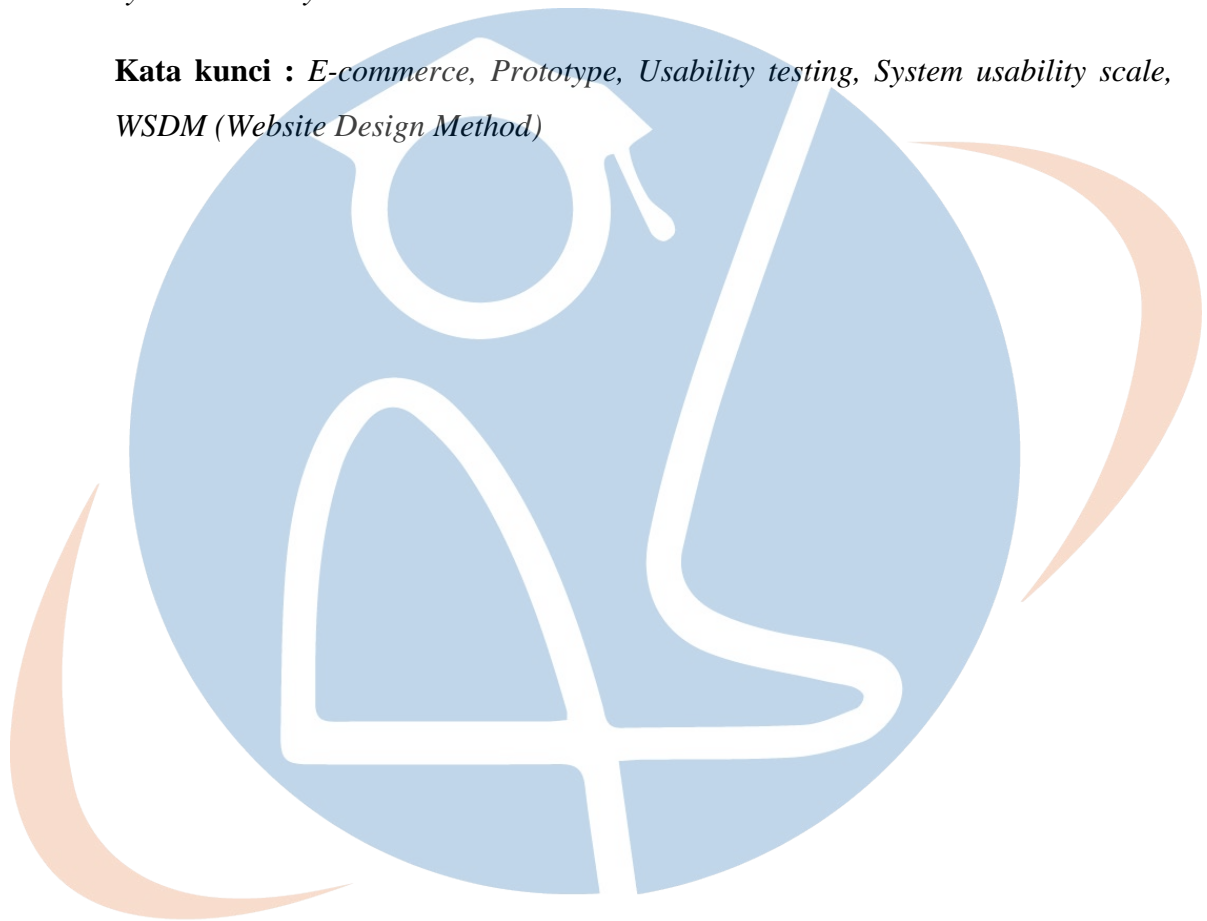 Kata kunci : E-commerce, Prototype, Usability testing, System usability scale,
WSDM (Website Design Method)